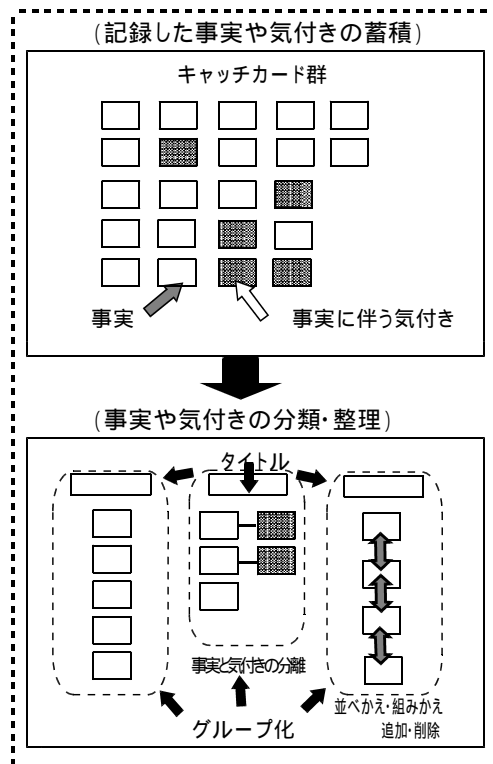 (記録した事実や気付きの蓄積)
キャッチカード群
事実
事実に伴う気付き
(事実や気付きの分類・整理)
タイトル
事実と気付きの分離
並べかえ・組みかえ
追加・削除
グループ化